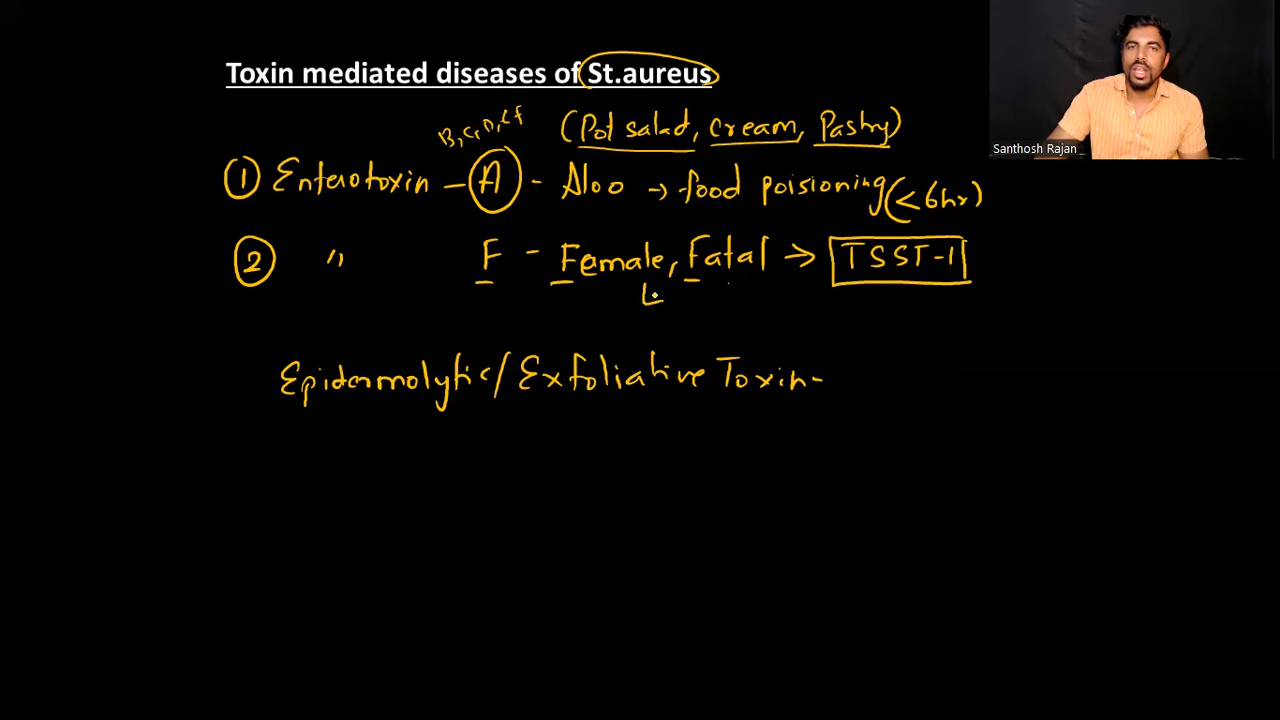 Toxin mediated diseases of St.aureus
Santhosh Rajan
(Pot salad, cream, Pastry)
① Enterotoxin - A - Aloo → food poisioning (<6hr)
② " F - Female, Fatal → TSST-1
Epidermolytic/Exfoliative Toxin-